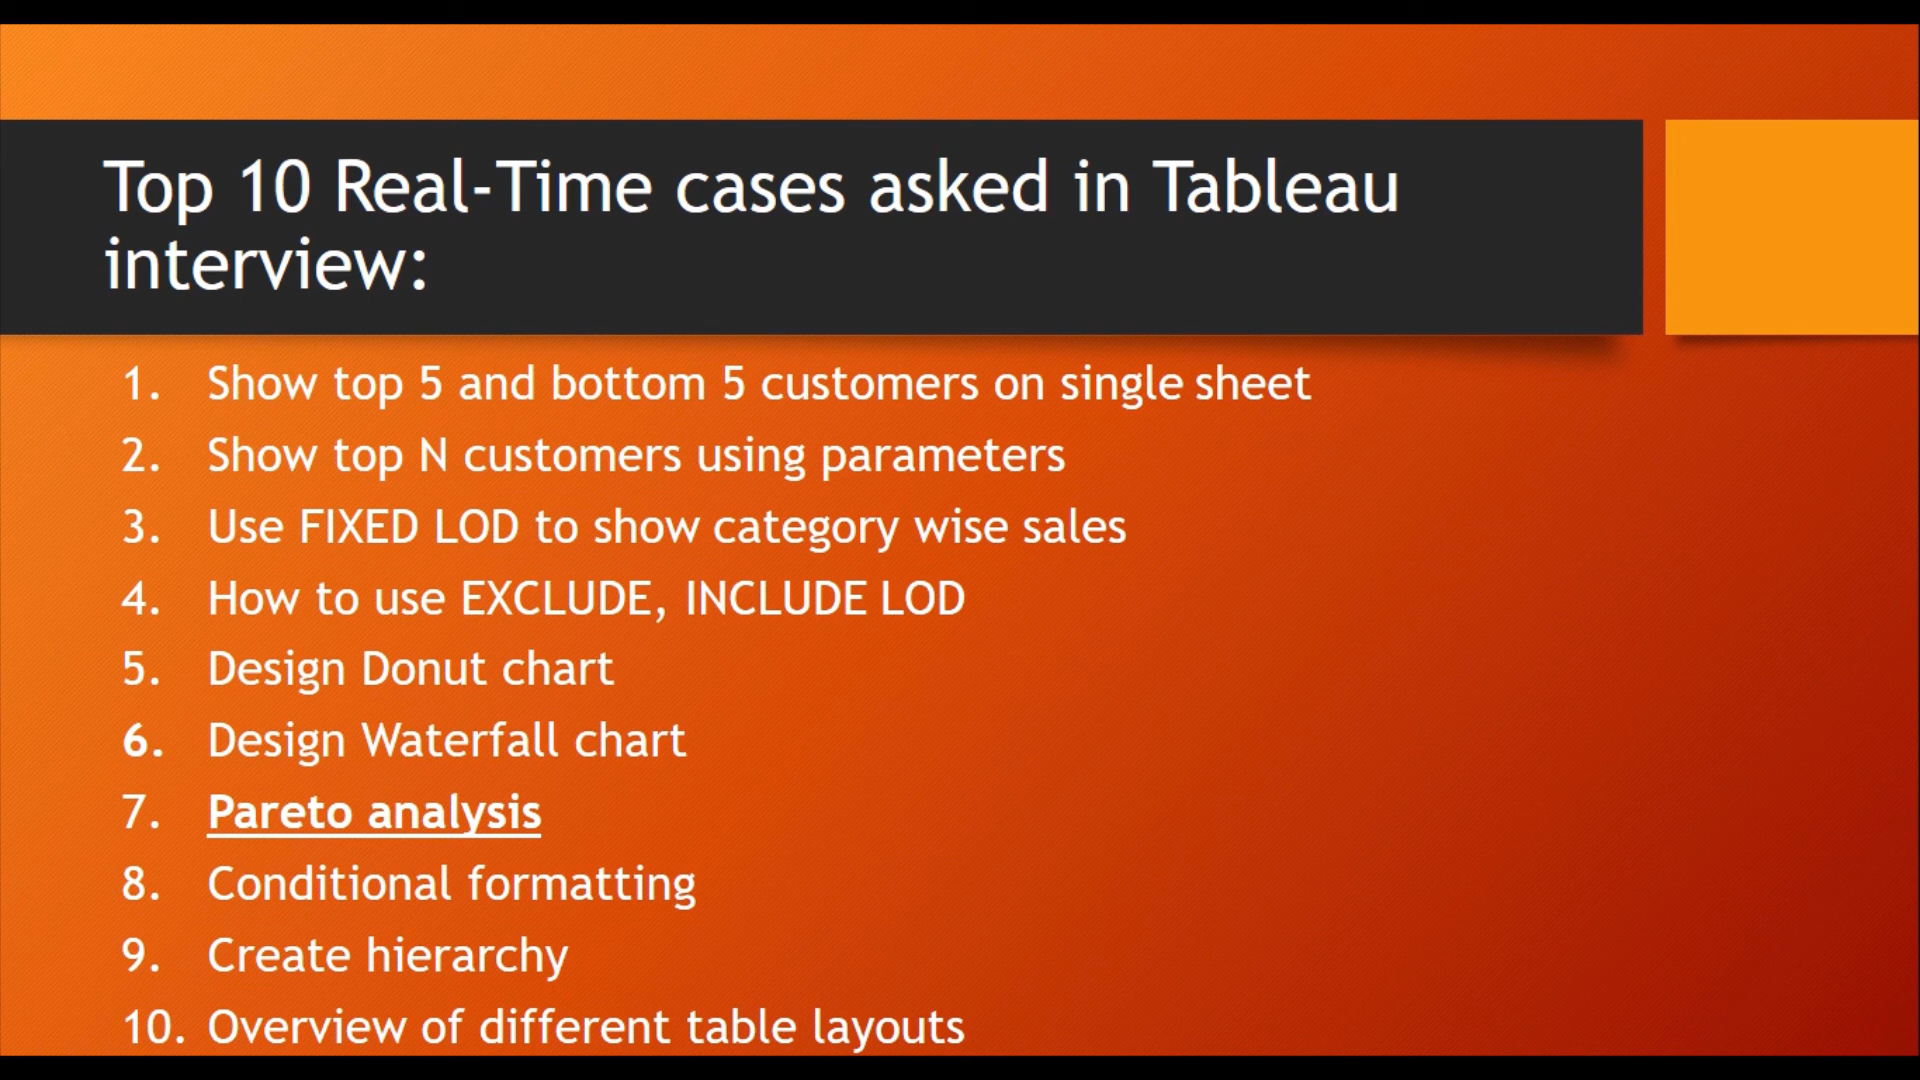 Top 10 Real-Time cases asked in Tableau
interview:
1. Show top 5 and bottom 5 customers on single sheet
2. Show top N customers using parameters
3. Use FIXED LOD to show category wise sales
4. How to use EXCLUDE, INCLUDE LOD
5. Design Donut chart
6. Design Waterfall chart
7. Pareto analysis
8. Conditional formatting
9. Create hierarchy
10. Overview of different table layouts